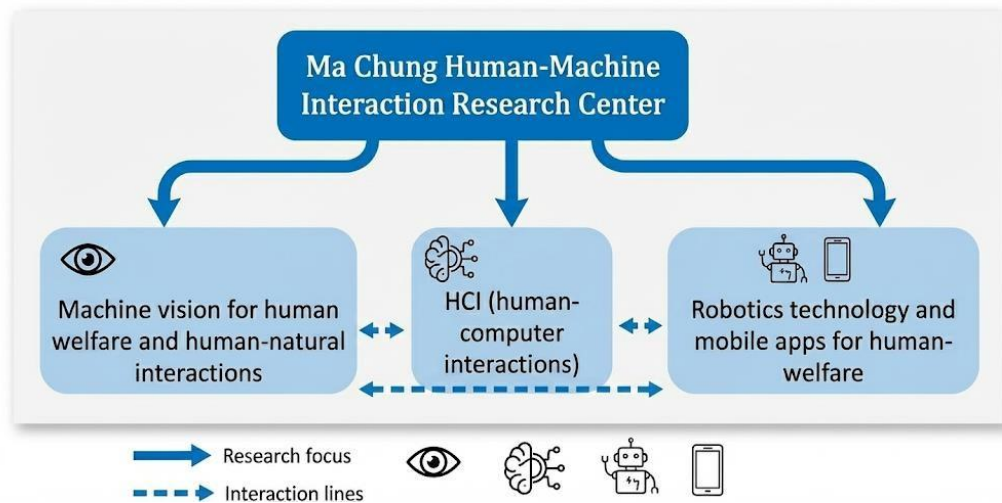 Ma Chung Human-Machine
Interaction Research Center
Machine vision for human
welfare and human-natural
interactions
HCI (human-
computer
interactions)
Robotics technology and
mobile apps for human-
welfare
Research focus
Interaction lines